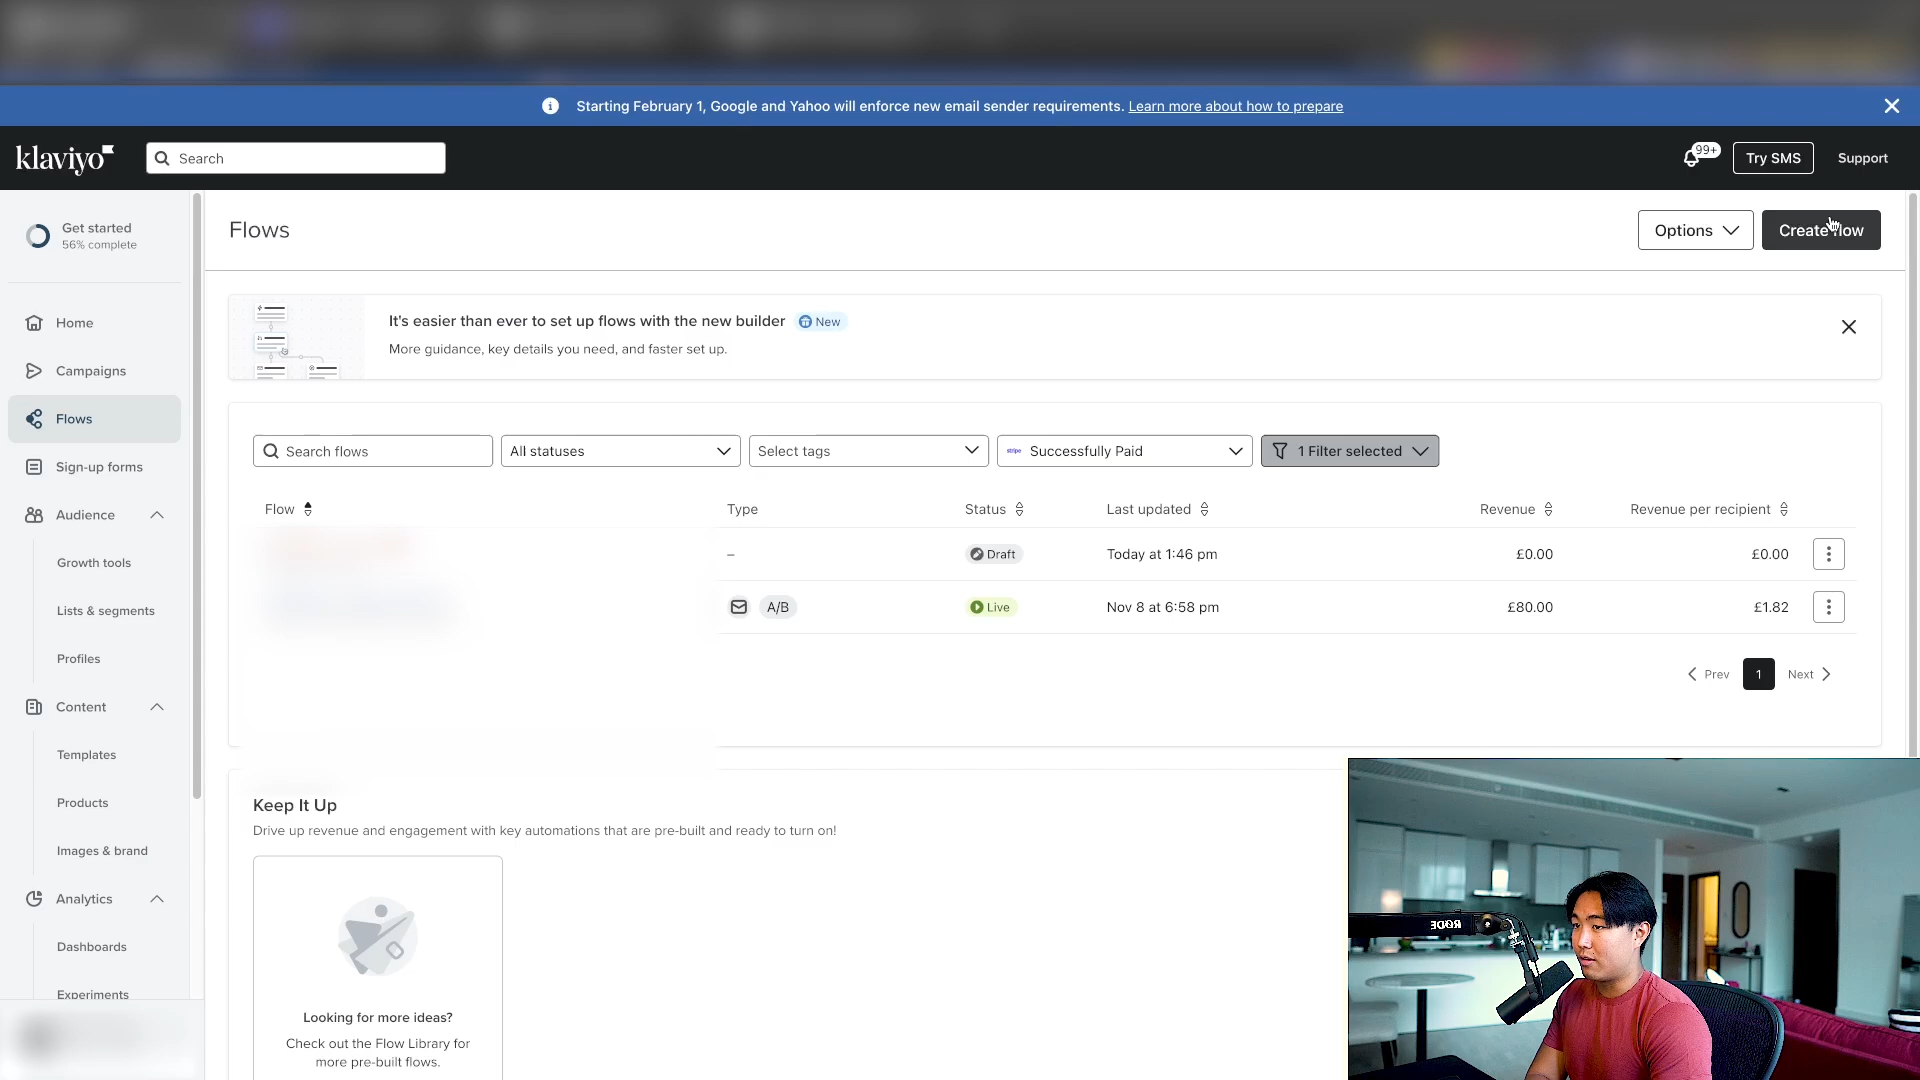 Starting February 1, Google and Yahoo will enforce new email sender requirements. Learn more about how to prepare
klaviyo
Search
99+
Try SMS
Support
Get started
56% complete
Home
Campaigns
Flows
Sign-up forms
Audience
Growth tools
Lists & segments
Profiles
Content
Templates
Products
Images & brand
Analytics
Dashboards
Experiments
Flows
Options
Create flow
It's easier than ever to set up flows with the new builder New
More guidance, key details you need, and faster set up.
Search flows
All statuses
Select tags
stripe Successfully Paid
1 Filter selected
Flow Type Status Last updated Revenue Revenue per recipient
– Draft Today at 1:46 pm £0.00 £0.00
A/B Live Nov 8 at 6:58 pm £80.00 £1.82
Prev 1 Next
Keep It Up
Drive up revenue and engagement with key automations that are pre-built and ready to turn on!
Looking for more ideas?
Check out the Flow Library for
more pre-built flows.
RØDE